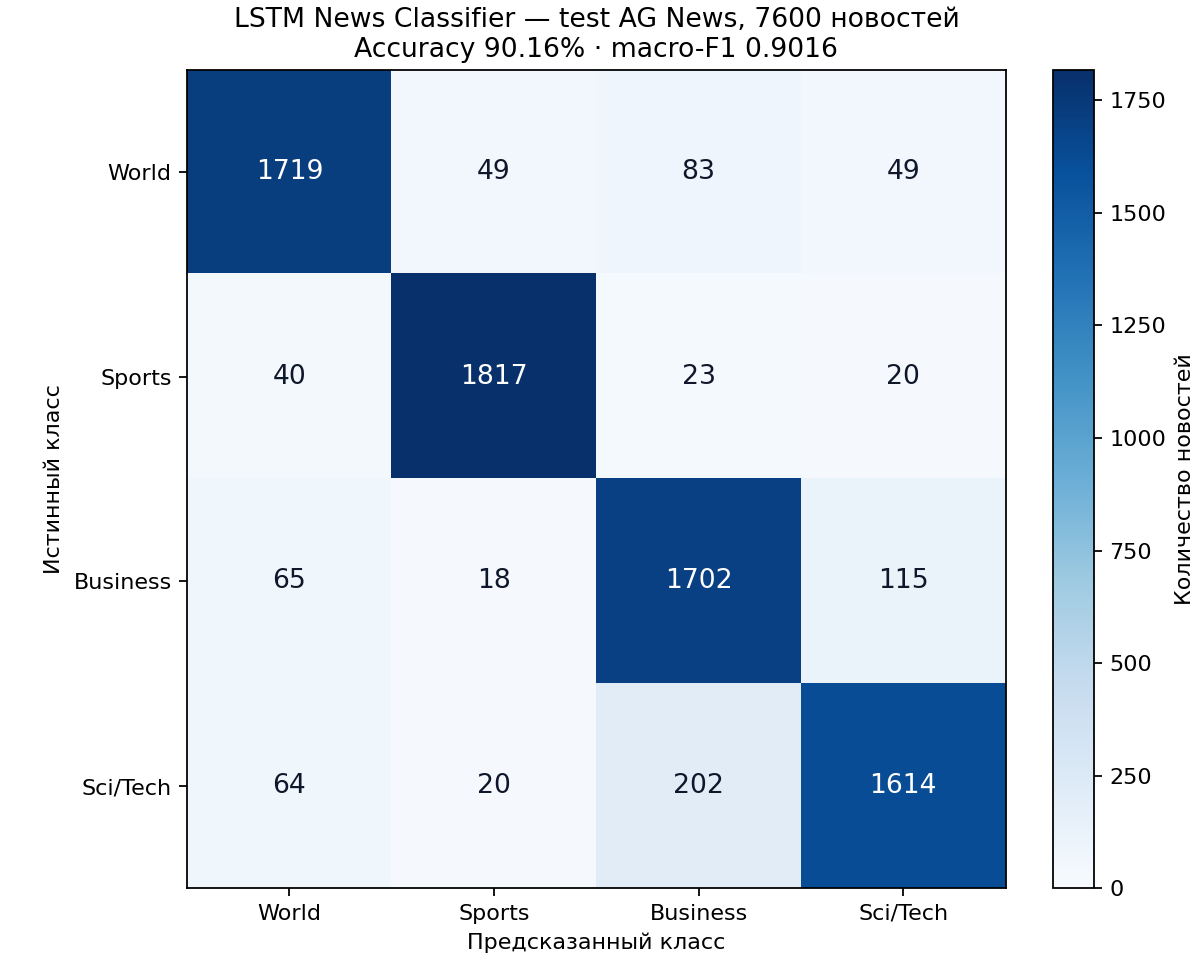 LSTM News Classifier — test AG News, 7600 новостей
Accuracy 90.16% · macro-F1 0.9016
World
1719
49
83
49
Sports
40
1817
23
20
Business
65
18
1702
115
Sci/Tech
64
20
202
1614
World
Sports
Business
Sci/Tech
Предсказанный класс
Истинный класс
1750
1500
1250
1000
750
500
250
0
Количество новостей